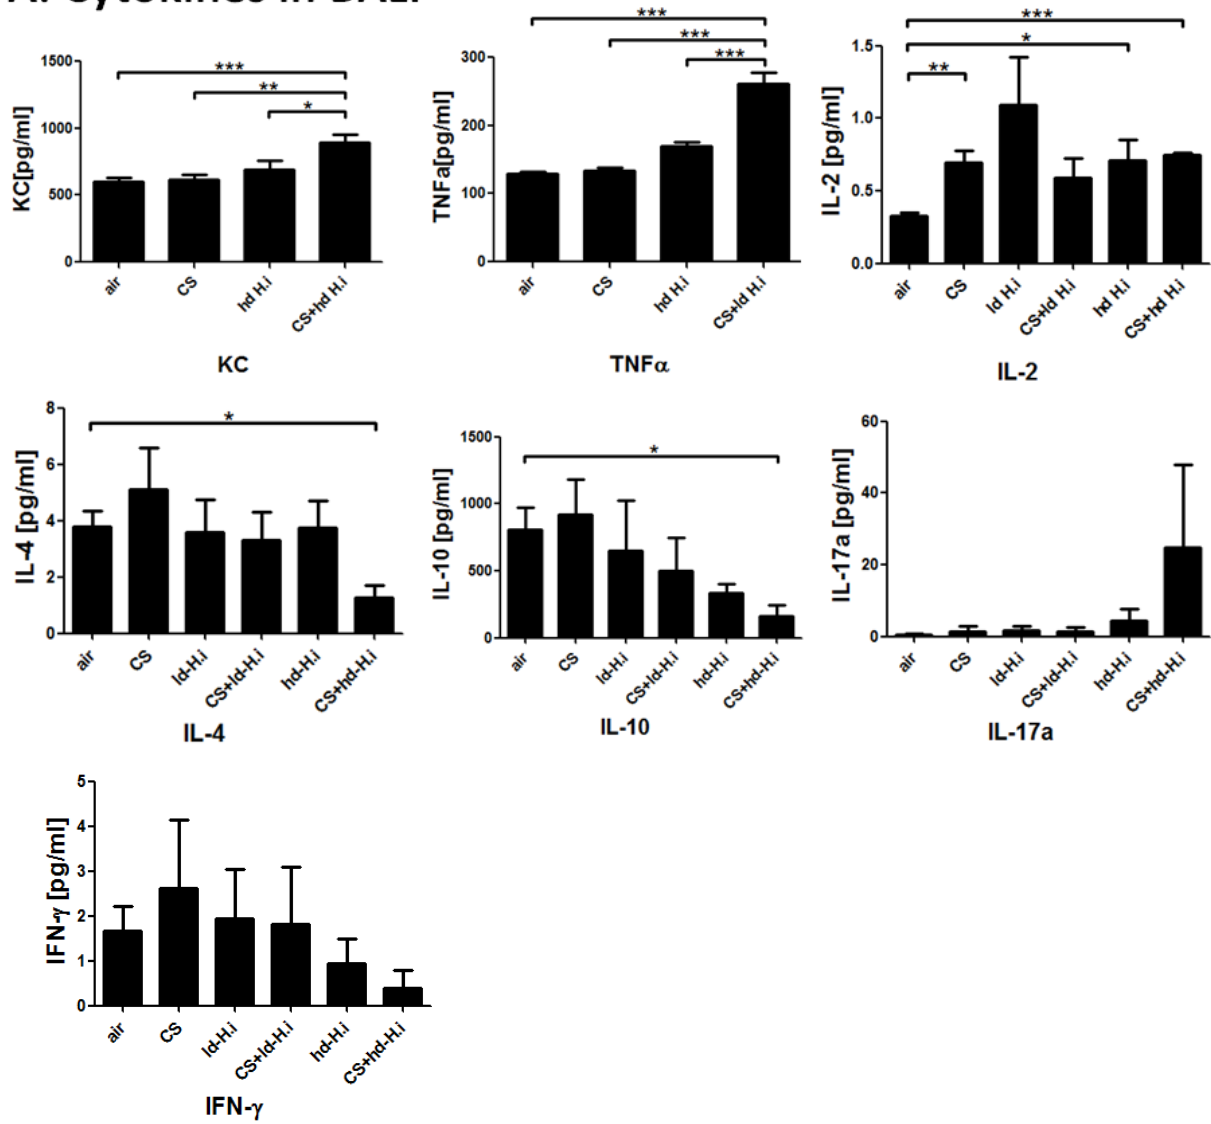 A. Cytokines in BALF
KC[pg/ml]
1500
1000
500
0
***
**
*
air
CS
hd H.i
CS+hd H.i
KC
TNFa[pg/ml]
300
200
100
0
***
***
***
air
CS
hd H.i
CS+ld H.i
TNFα
IL-2 [pg/ml]
1.5
1.0
0.5
0.0
***
*
**
air
CS
ld H.i
CS+ld H.i
hd H.i
CS+hd H.i
IL-2
IL-4 [pg/ml]
8
6
4
2
0
*
air
CS
ld-H.i
CS+ld-H.i
hd-H.i
CS+hd-H.i
IL-4
IL-10 [pg/ml]
1500
1000
500
0
*
air
CS
ld-H.i
CS+ld-H.i
hd-H.i
CS+hd-H.i
IL-10
IL-17a [pg/ml]
60
40
20
0
air
CS
ld-H.i
CS+ld-H.i
hd-H.i
CS+hd-H.i
IL-17a
IFN-γ [pg/ml]
5
4
3
2
1
0
air
CS
ld-H.i
CS+ld-H.i
hd-H.i
CS+hd-H.i
IFN-γ